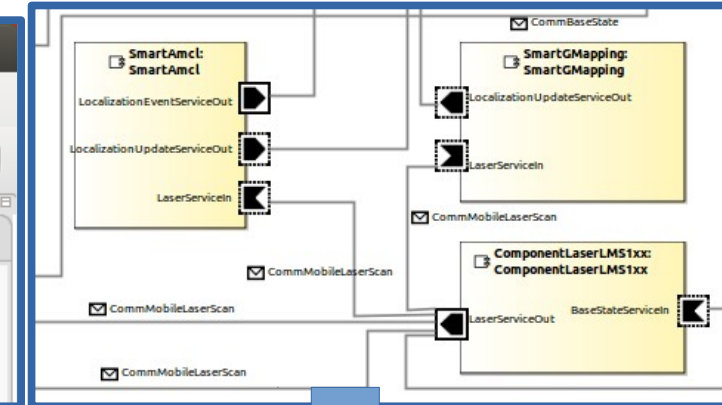 CommBaseState
SmartAmcl:
SmartAmcl
LocalizationEventServiceOut
LocalizationUpdateServiceOut
LaserServiceIn
SmartGMapping:
SmartGMapping
LocalizationUpdateServiceOut
LaserServiceIn
CommMobileLaserScan
CommMobileLaserScan
ComponentLaserLMS1xx:
ComponentLaserLMS1xx
LaserServiceOut
BaseStateServiceIn
CommMobileLaserScan
CommMobileLaserScan